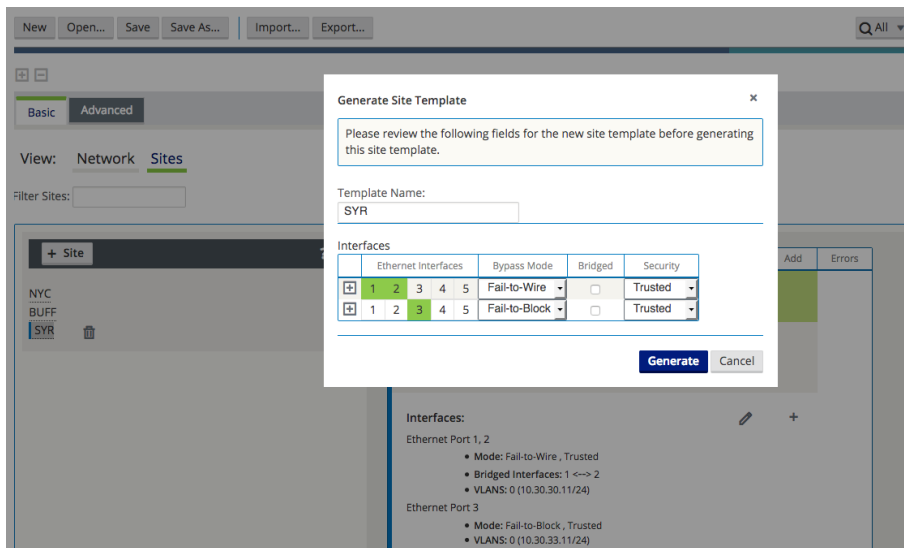 New Open... Save Save As... Import... Export... All
Basic Advanced
View: Network Sites
Filter Sites:
+ Site
NYC
BUFF
SYR
Generate Site Template ×
Please review the following fields for the new site template before generating
this site template.
Template Name:
SYR
Interfaces
Ethernet Interfaces Bypass Mode Bridged Security
1 2 3 4 5 Fail-to-Wire Trusted
1 2 3 4 5 Fail-to-Block Trusted
Generate Cancel
Add Errors
Interfaces:
Ethernet Port 1, 2
• Mode: Fail-to-Wire , Trusted
• Bridged Interfaces: 1 <--> 2
• VLANS: 0 (10.30.30.11/24)
Ethernet Port 3
• Mode: Fail-to-Block , Trusted
• VLANS: 0 (10.30.33.11/24)